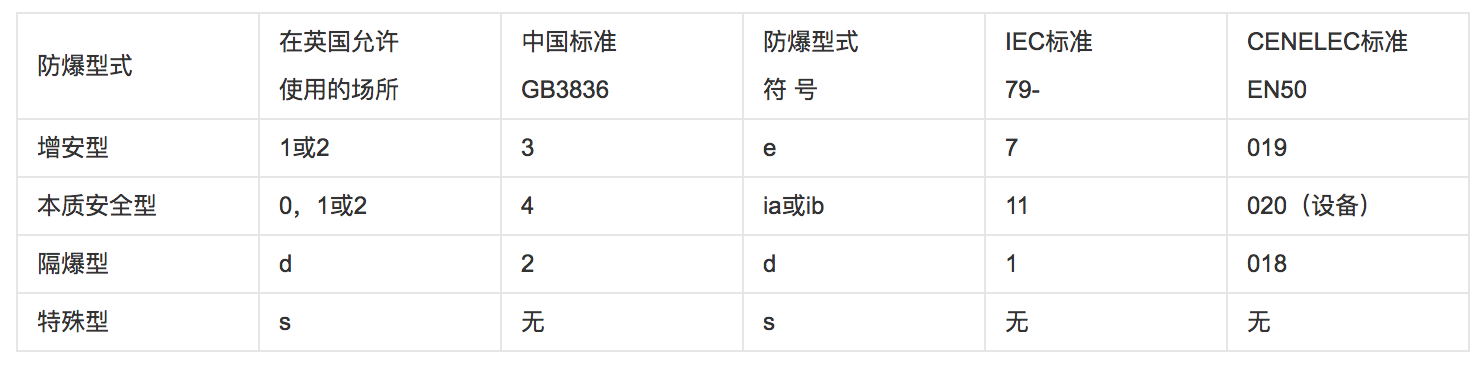 防爆型式 在英国允许 使用的场所 中国标准 GB3836 防爆型式 符 号 IEC标准 79- CENELEC标准 EN50
增安型 1或2 3 e 7 019
本质安全型 0，1或2 4 ia或ib 11 020（设备）
隔爆型 d 2 d 1 018
特殊型 s 无 s 无 无